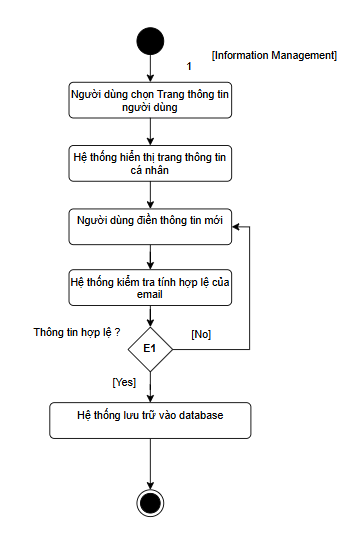 [Information Management]
1
Người dùng chọn Trang thông tin
người dùng
Hệ thống hiển thị trang thông tin
cá nhân
Người dùng điền thông tin mới
Hệ thống kiểm tra tính hợp lệ của
email
Thông tin hợp lệ ?
E1
[No]
[Yes]
Hệ thống lưu trữ vào database